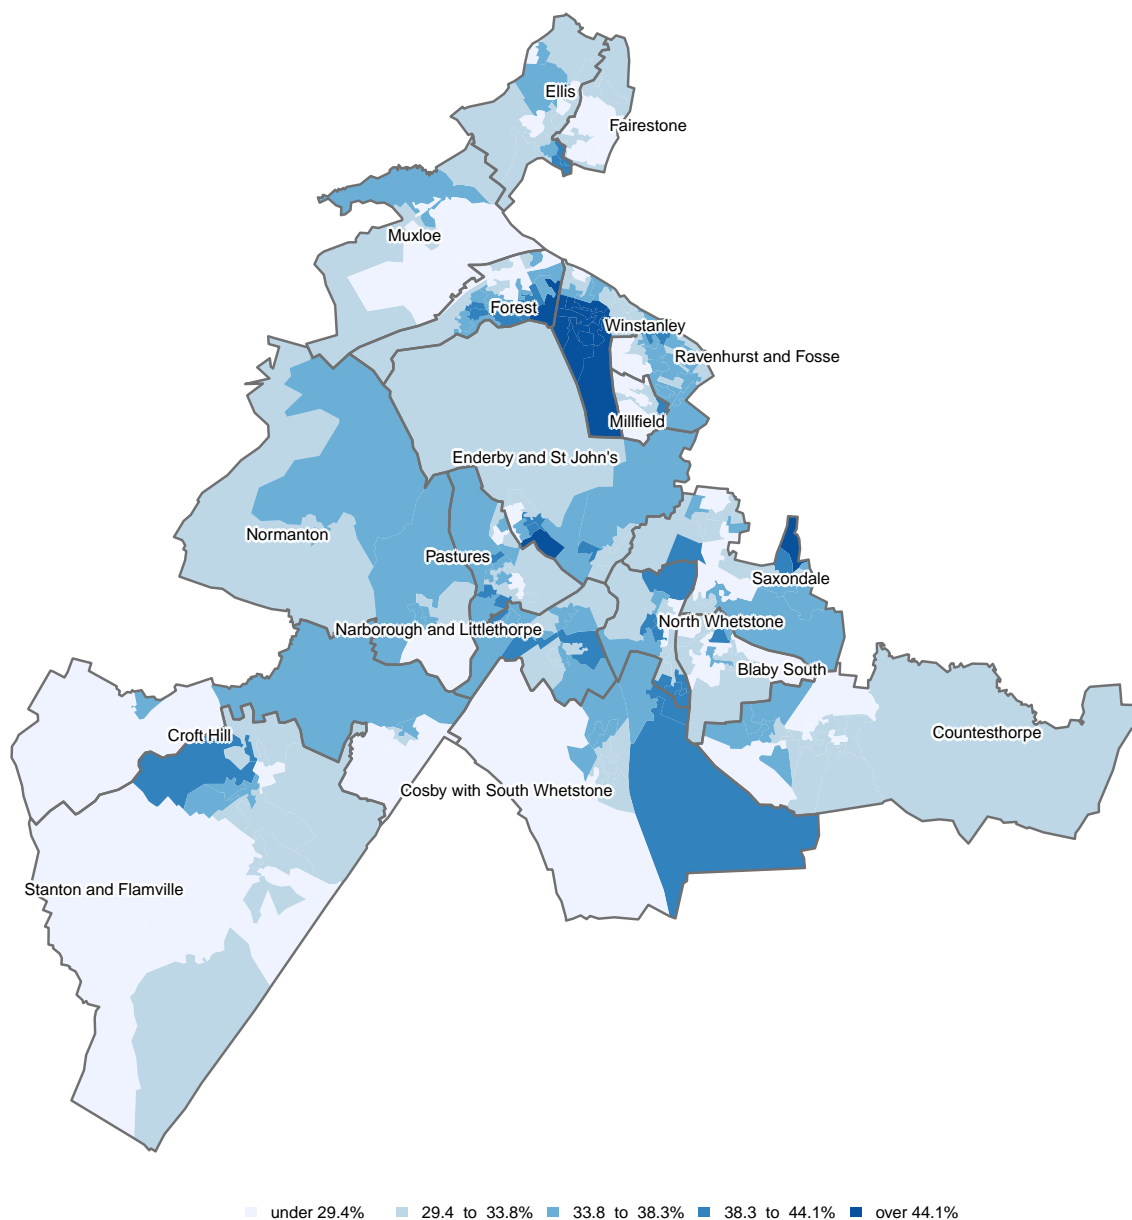 Ellis
Fairestone
Muxloe
Forest
Winstanley
Ravenhurst and Fosse
Millfield
Enderby and St John's
Normanton
Pastures
Saxondale
North Whetstone
Narborough and Littlethorpe
Blaby South
Croft Hill
Countesthorpe
Cosby with South Whetstone
Stanton and Flamville
under 29.4%
29.4 to 33.8%
33.8 to 38.3%
38.3 to 44.1%
over 44.1%